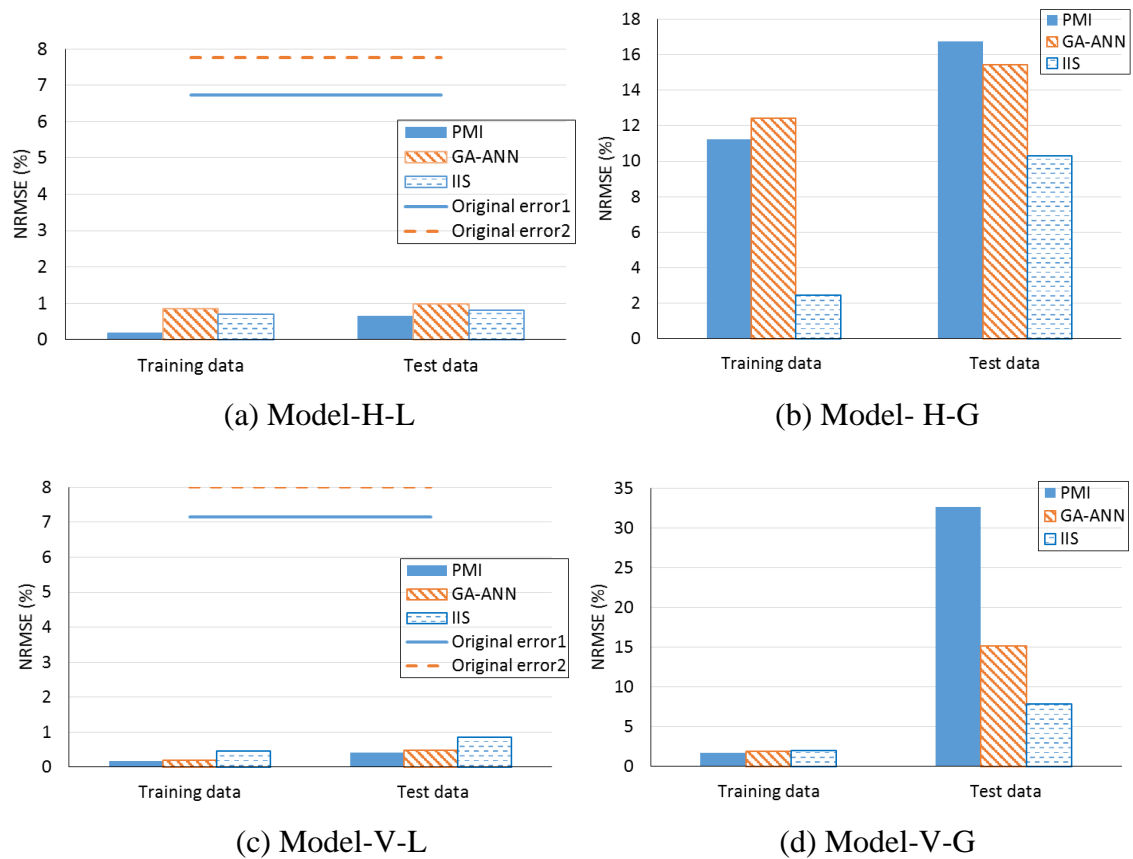 8
7
6
5
4
3
2
1
0
NRMSE (%)
PMI
GA-ANN
IIS
Original error1
Original error2
Training data
Test data
(a) Model-H-L
18
16
14
12
10
8
6
4
2
0
NRMSE (%)
PMI
GA-ANN
IIS
Training data
Test data
(b) Model- H-G
8
7
6
5
4
3
2
1
0
NRMSE (%)
PMI
GA-ANN
IIS
Original error1
Original error2
Training data
Test data
(c) Model-V-L
35
30
25
20
15
10
5
0
NRMSE (%)
PMI
GA-ANN
IIS
Training data
Test data
(d) Model-V-G